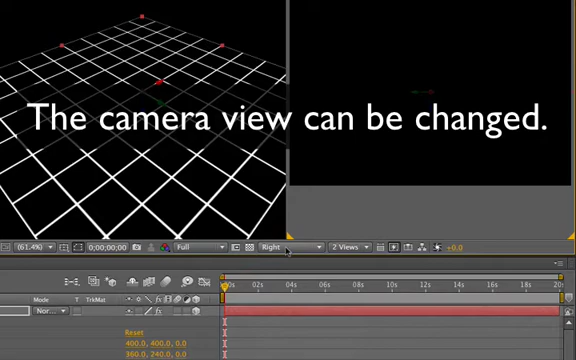 The camera view can be changed.
(61.4%) 0;00;00;00 Full Right 2 Views +0.0
00s 02s 04s 06s 08s 10s 12s 14s 16s 18s 20s
Mode T TrkMat
Nor...
Reset
400.0, 400.0, 0.0
360.0, 240.0, 0.0